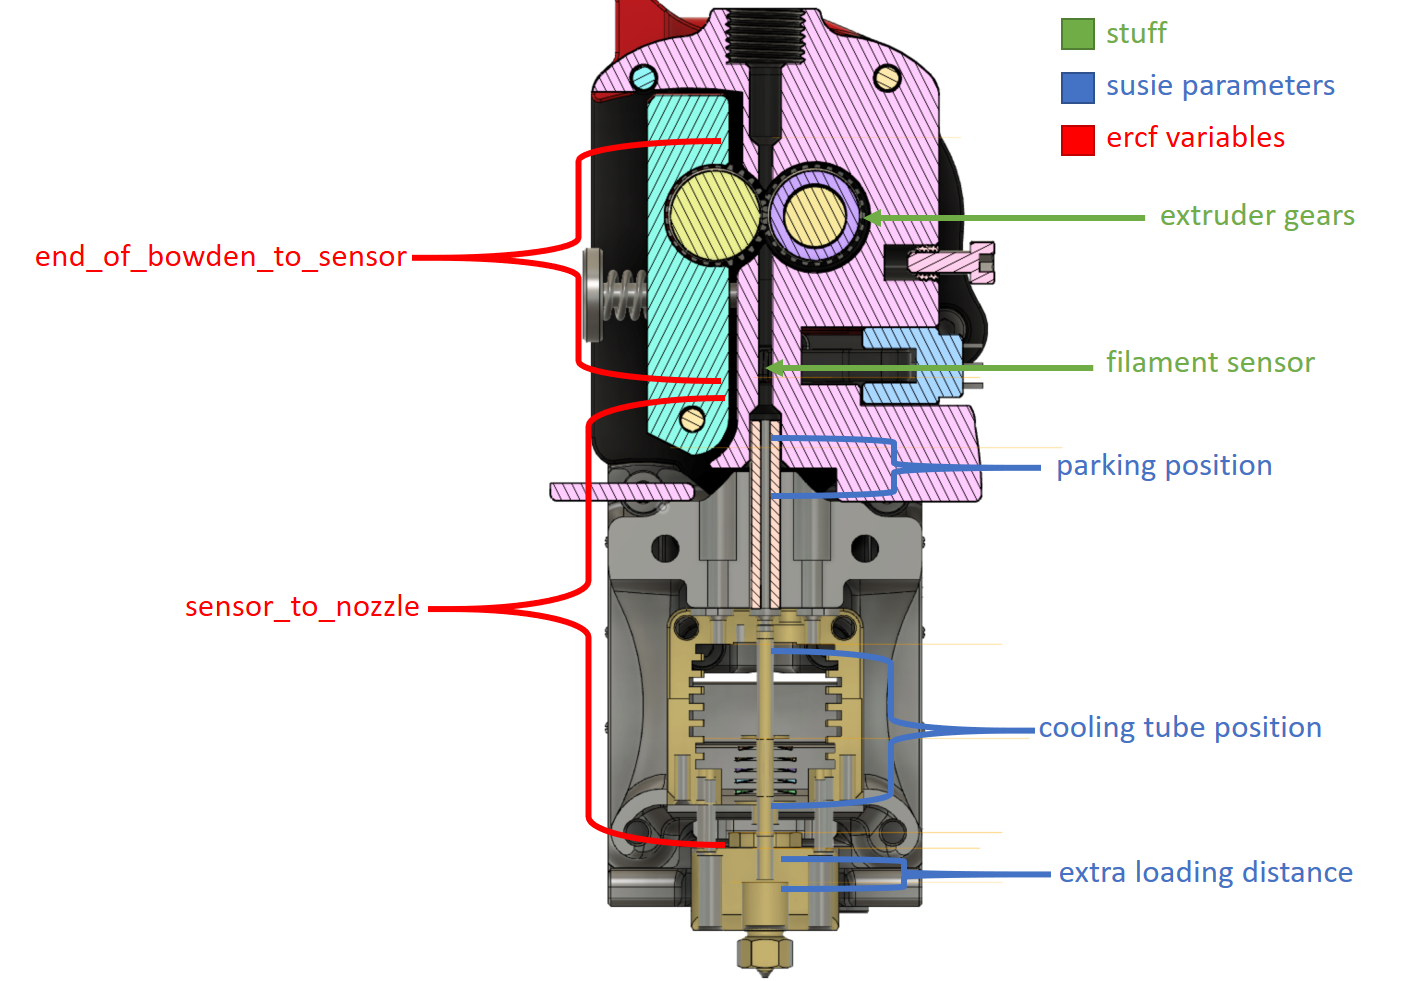 stuff
susie parameters
ercf variables
extruder gears
end_of_bowden_to_sensor
filament sensor
parking position
sensor_to_nozzle
cooling tube position
extra loading distance